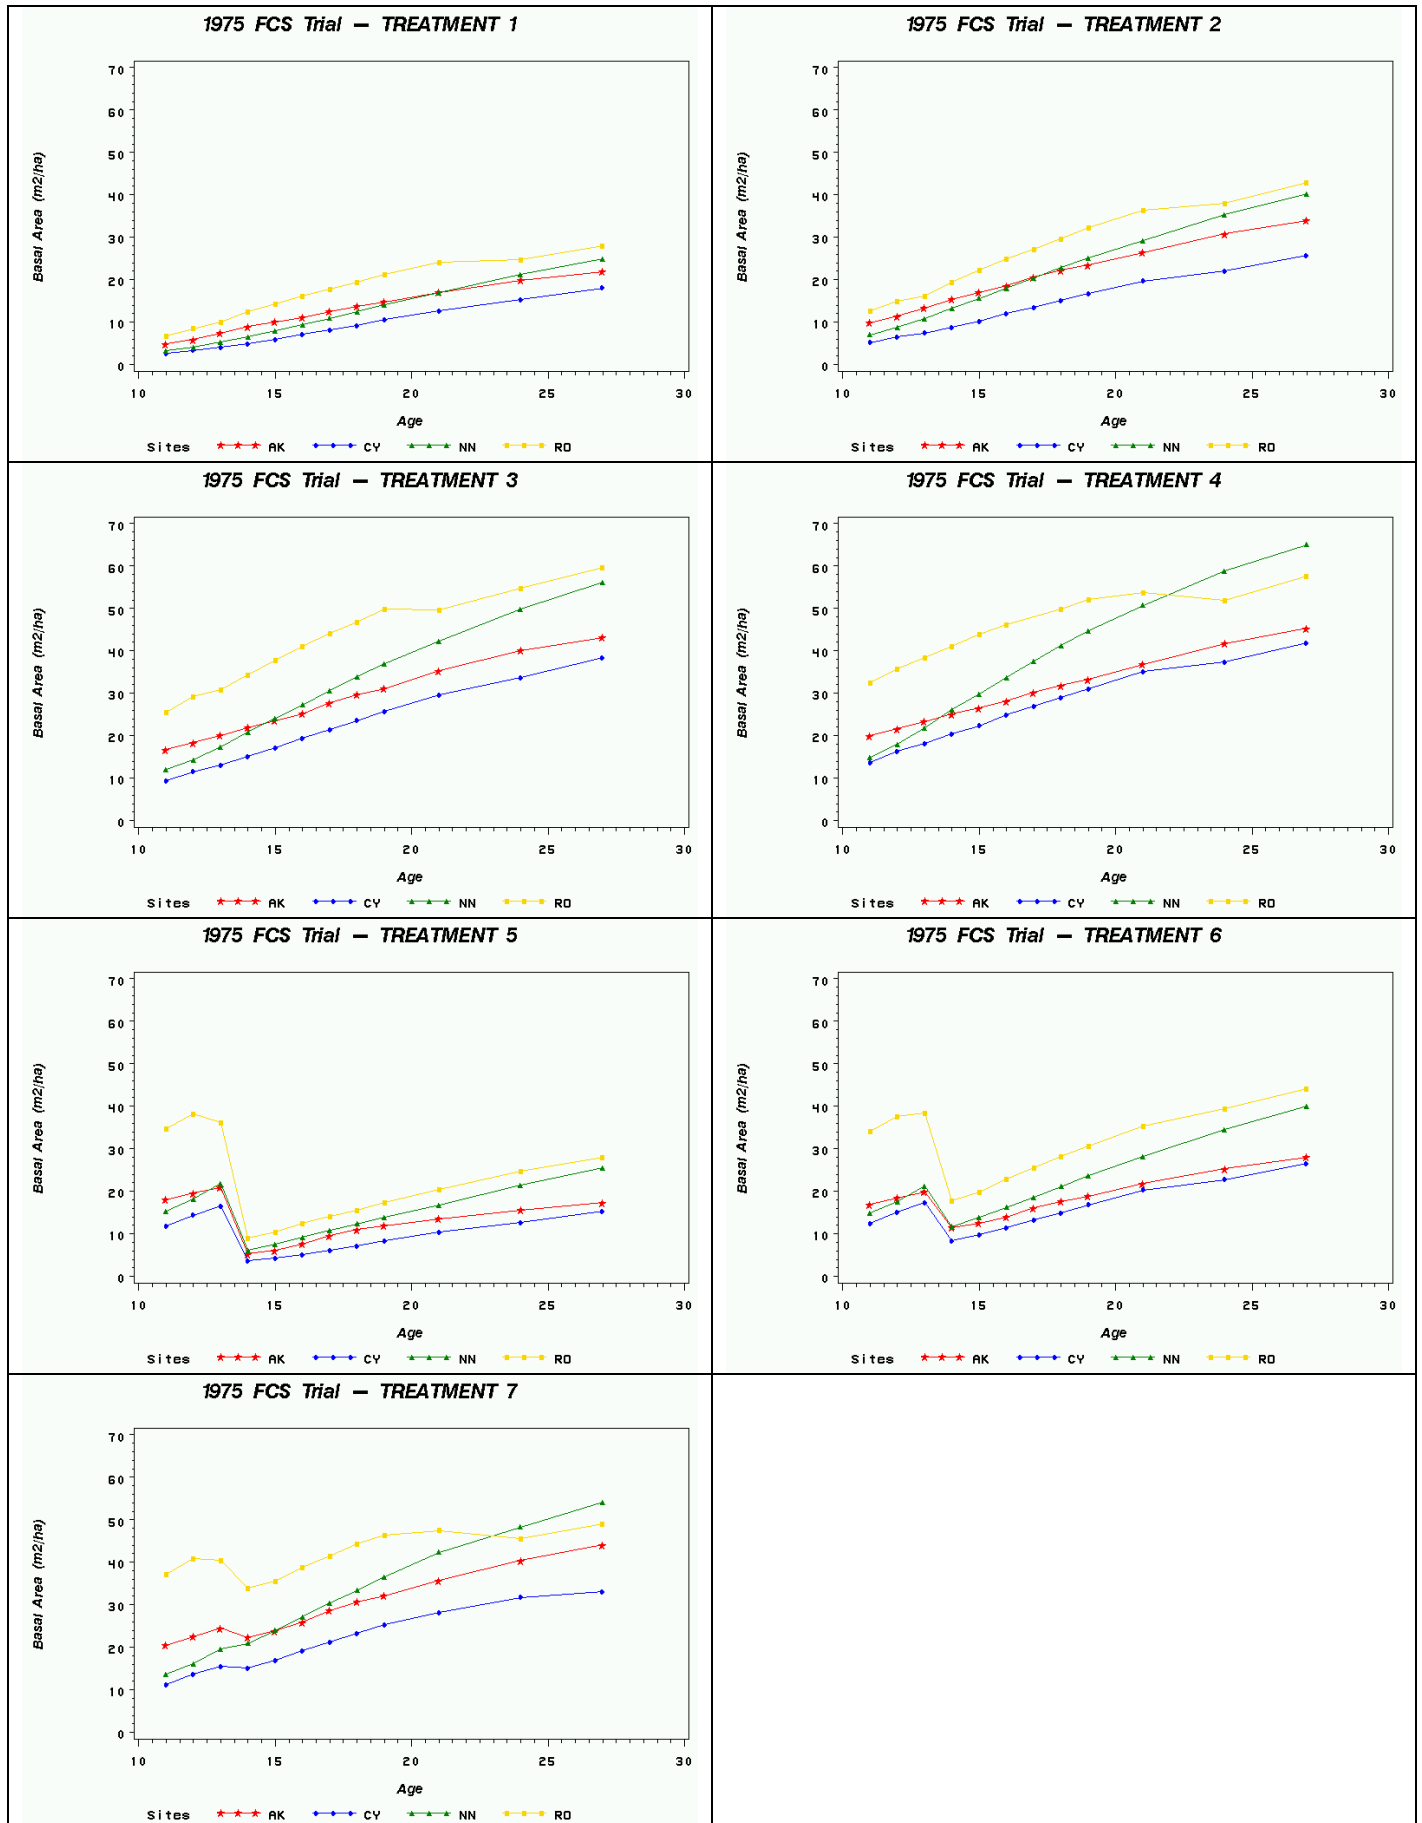 1975 FCS Trial – TREATMENT 1
70
60
50
40
30
20
10
0
Basal Area (m2/ha)
10 15 20 25 30
Age
Sites AK CY NN RO
1975 FCS Trial – TREATMENT 2
70
60
50
40
30
20
10
0
Basal Area (m2/ha)
10 15 20 25 30
Age
Sites AK CY NN RO
1975 FCS Trial – TREATMENT 3
70
60
50
40
30
20
10
0
Basal Area (m2/ha)
10 15 20 25 30
Age
Sites AK CY NN RO
1975 FCS Trial – TREATMENT 4
70
60
50
40
30
20
10
0
Basal Area (m2/ha)
10 15 20 25 30
Age
Sites AK CY NN RO
1975 FCS Trial – TREATMENT 5
70
60
50
40
30
20
10
0
Basal Area (m2/ha)
10 15 20 25 30
Age
Sites AK CY NN RO
1975 FCS Trial – TREATMENT 6
70
60
50
40
30
20
10
0
Basal Area (m2/ha)
10 15 20 25 30
Age
Sites AK CY NN RO
1975 FCS Trial – TREATMENT 7
70
60
50
40
30
20
10
0
Basal Area (m2/ha)
10 15 20 25 30
Age
Sites AK CY NN RO